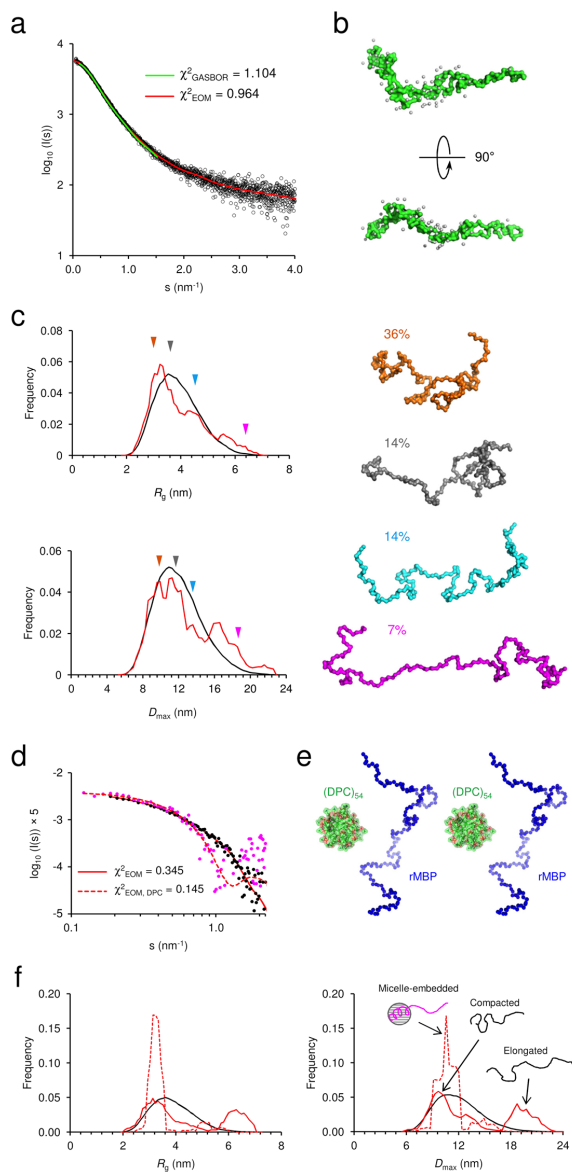 a
b
4
3
2
1
log₁₀ (I(s))
χ²GASBOR = 1.104
χ²EOM = 0.964
0.0 1.0 2.0 3.0 4.0
s (nm⁻¹)
90°
c
0.08
0.06
0.04
0.02
0
Frequency
0 2 4 6 8
Rg (nm)
36%
14%
0.06
0.04
0.02
0
Frequency
0 4 8 12 16 20 24
Dmax (nm)
14%
7%
d
e
-2
-3
-4
-5
log₁₀ (I(s)) × 5
χ²EOM = 0.345
χ²EOM, DPC = 0.145
0.1 1.0
s (nm⁻¹)
(DPC)₅₄ (DPC)₅₄
rMBP rMBP
f
0.20
0.15
0.10
0.05
0.00
Frequency
0 2 4 6 8
Rg (nm)
0.20
0.15
0.10
0.05
0.00
Frequency
Micelle-embedded
Compacted
Elongated
0 6 12 18 24
Dmax (nm)